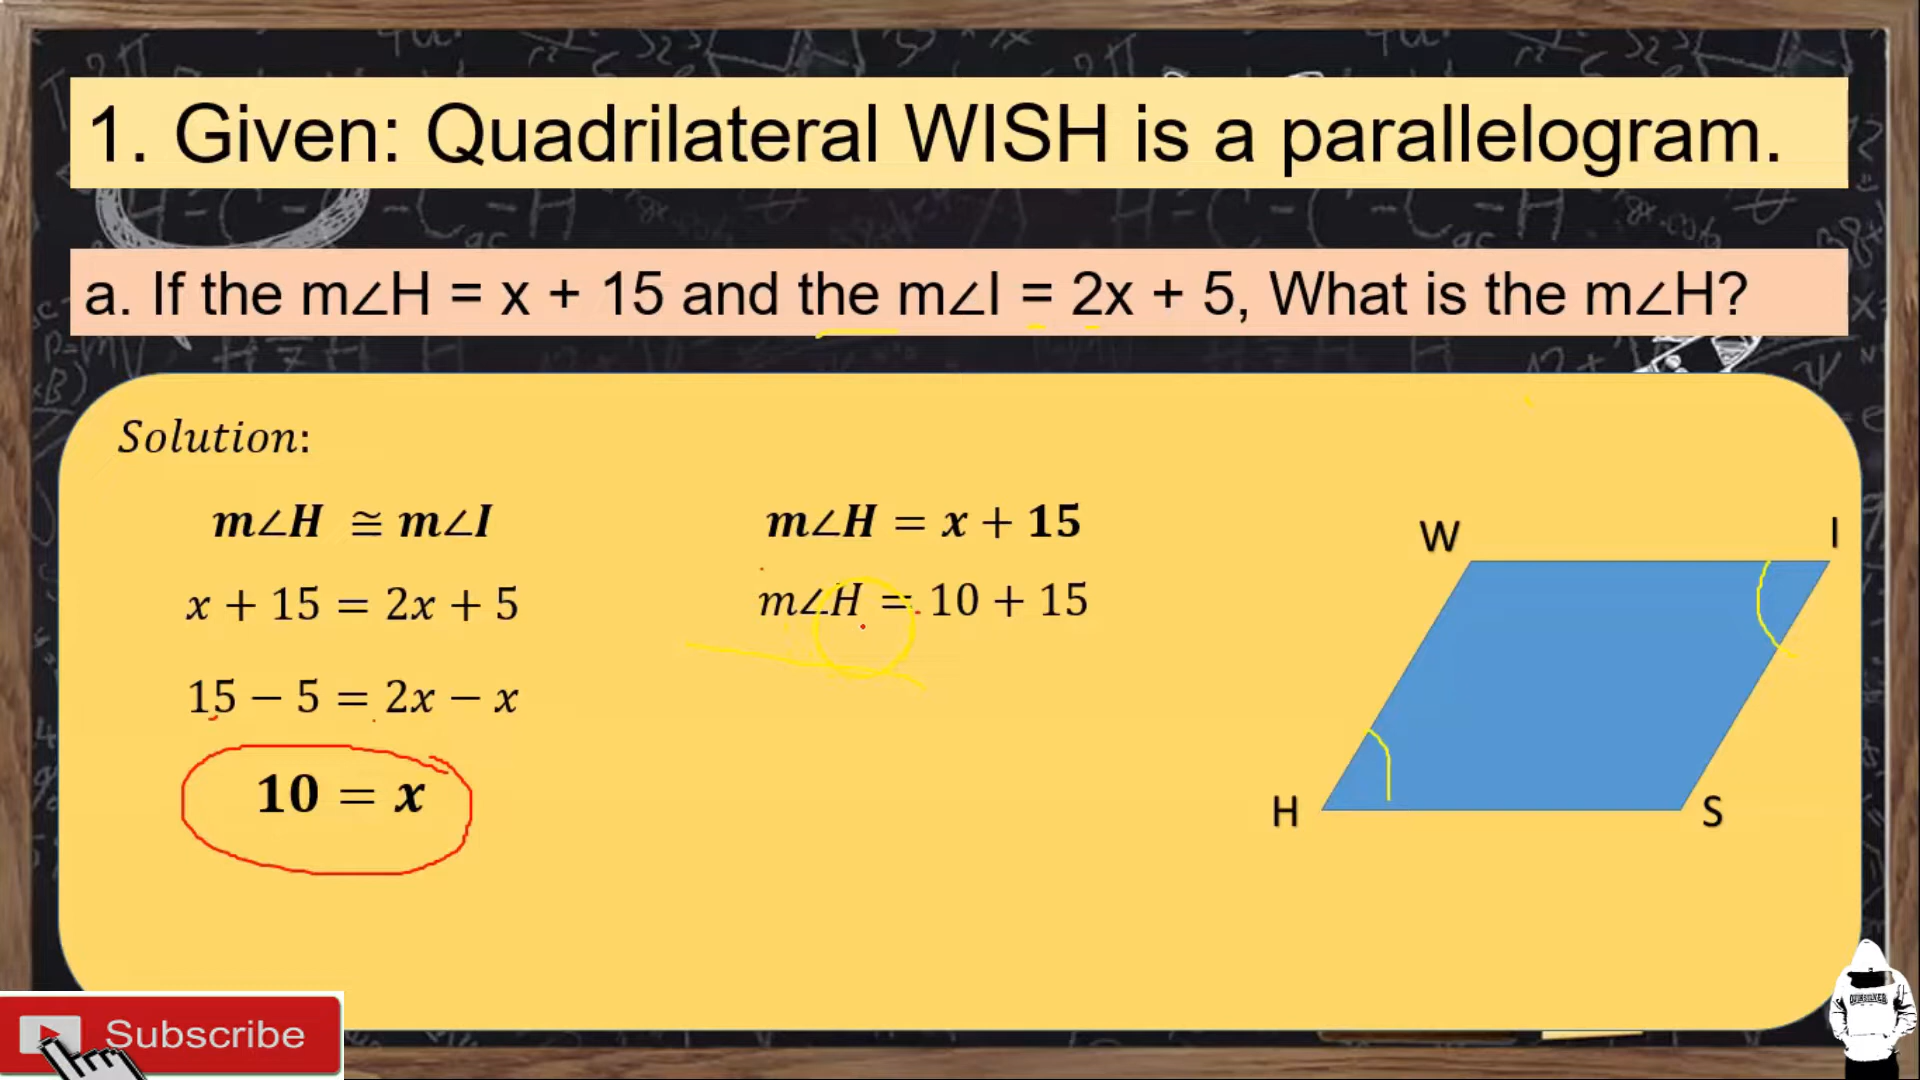 1. Given: Quadrilateral WISH is a parallelogram.
a. If the m∠H = x + 15 and the m∠I = 2x + 5, What is the m∠H?
Solution:
m∠H ≅ m∠I
x + 15 = 2x + 5
15 − 5 = 2x − x
10 = x
m∠H = x + 15
m∠H = 10 + 15
W
I
H
S
Subscribe
QUIKSILVER